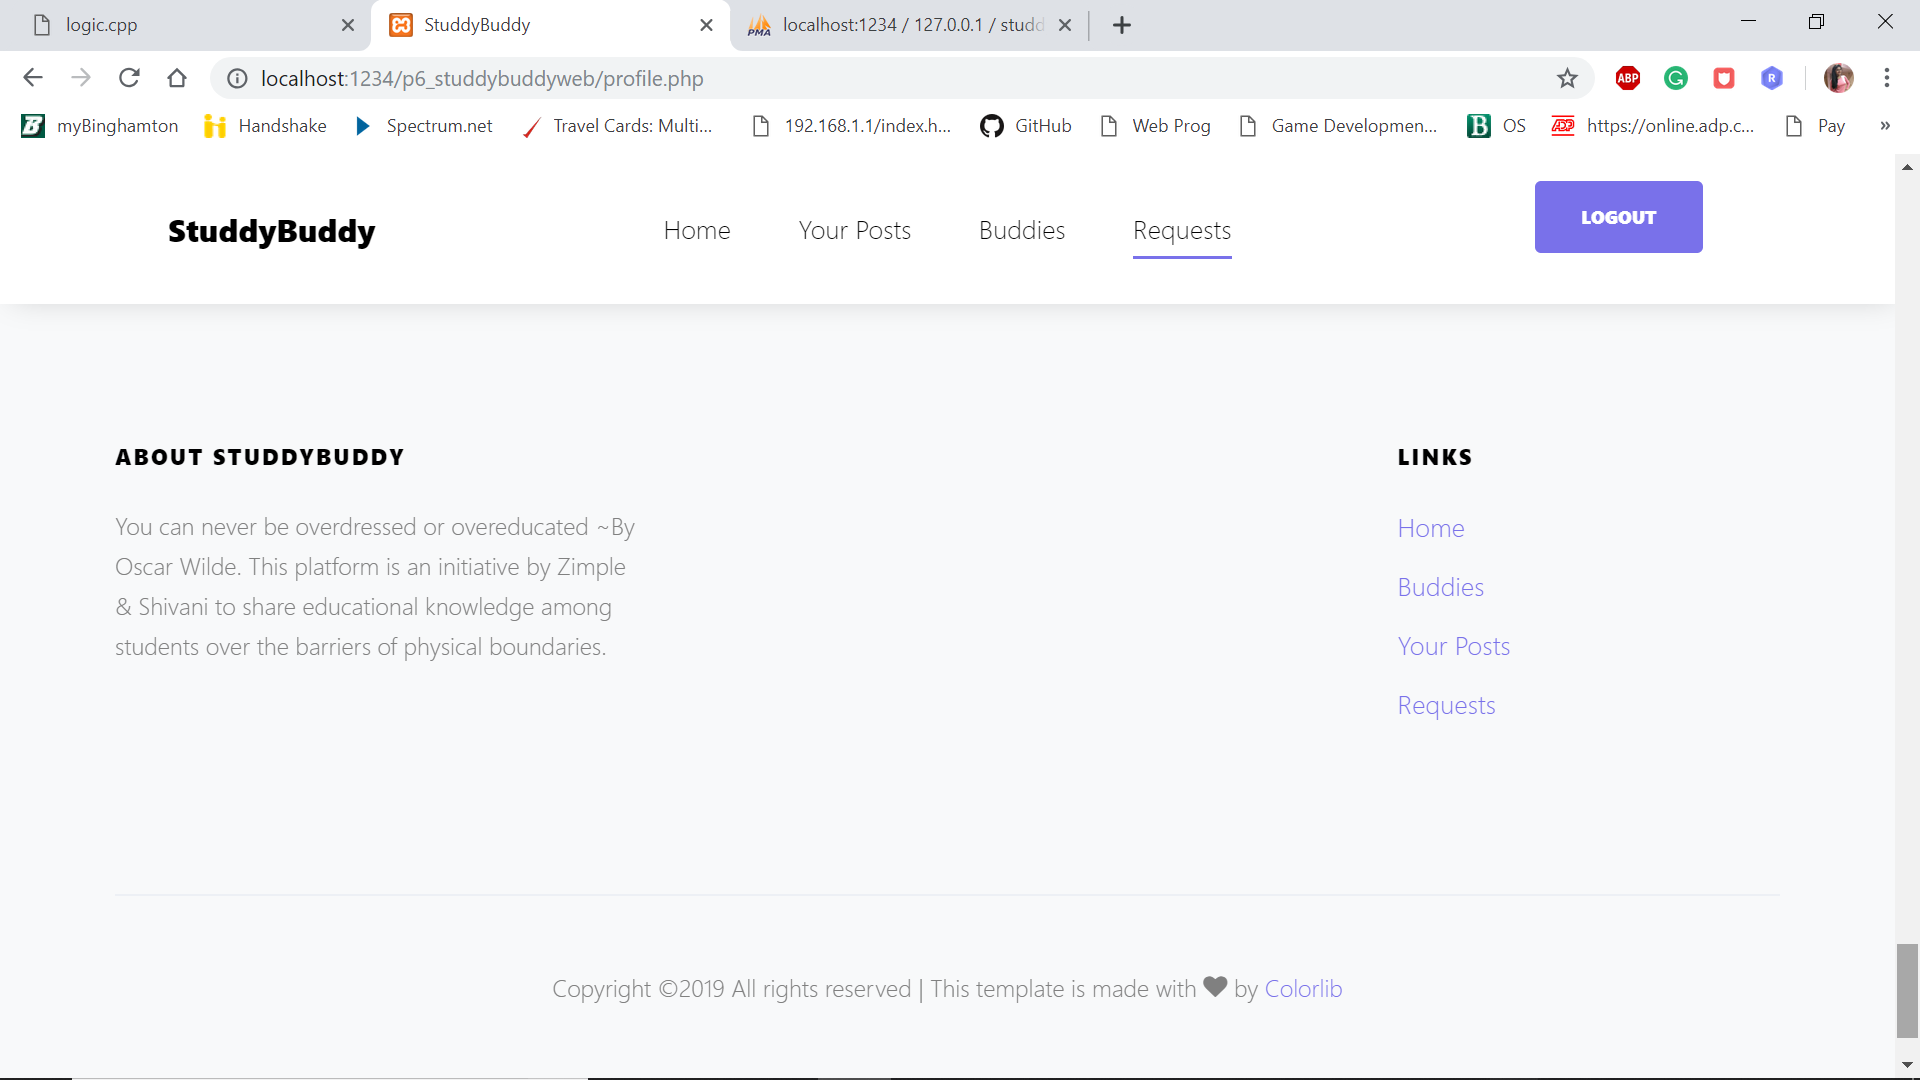 logic.cpp
StuddyBuddy
localhost:1234 / 127.0.0.1 / studd
localhost:1234/p6_studdybuddyweb/profile.php
ABP
R
myBinghamton
Handshake
Spectrum.net
Travel Cards: Multi...
192.168.1.1/index.h...
GitHub
Web Prog
Game Developmen...
OS
https://online.adp.c...
Pay
»
StuddyBuddy
Home
Your Posts
Buddies
Requests
LOGOUT
ABOUT STUDDYBUDDY
You can never be overdressed or overeducated ~By
Oscar Wilde. This platform is an initiative by Zimple
& Shivani to share educational knowledge among
students over the barriers of physical boundaries.
LINKS
Home
Buddies
Your Posts
Requests
Copyright ©2019 All rights reserved | This template is made with ♥ by Colorlib